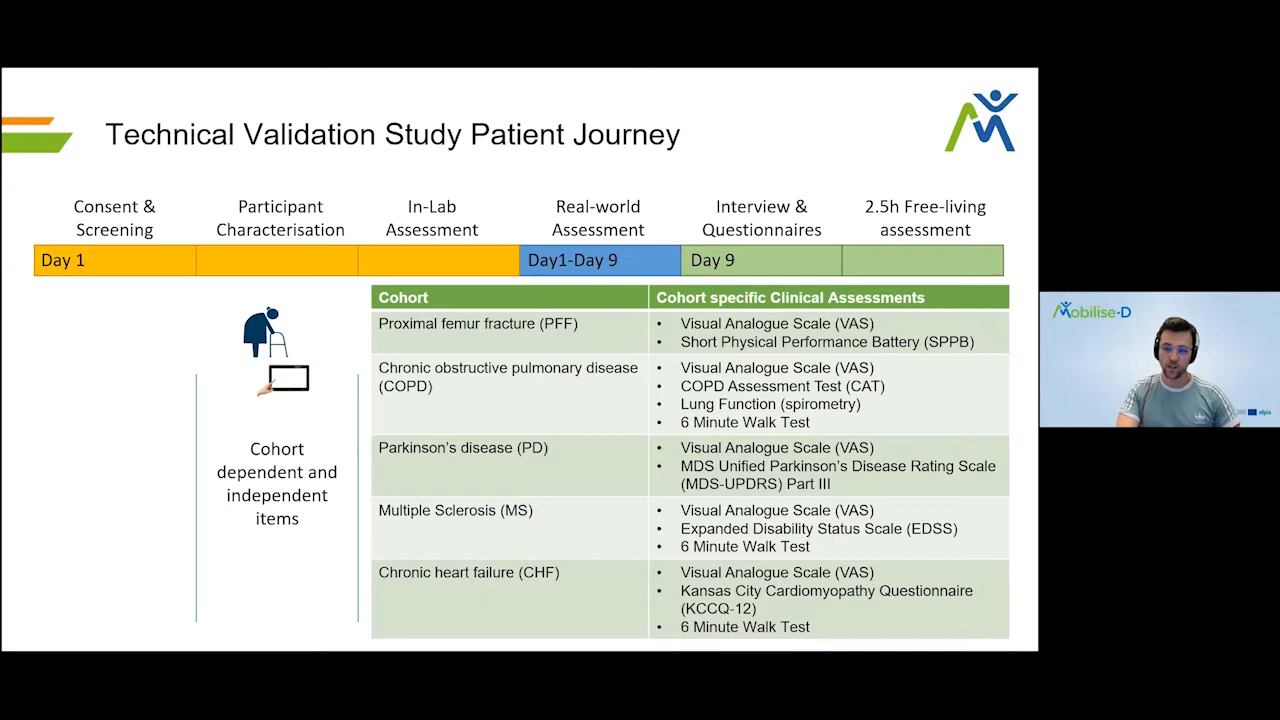 Technical Validation Study Patient Journey
Consent &
Screening
Participant
Characterisation
In-Lab
Assessment
Real-world
Assessment
Interview &
Questionnaires
2.5h Free-living
assessment
Day 1
Day1-Day 9
Day 9
Cohort
dependent and
independent
items
Cohort
Cohort specific Clinical Assessments
Proximal femur fracture (PFF)
• Visual Analogue Scale (VAS)
• Short Physical Performance Battery (SPPB)
Chronic obstructive pulmonary disease
(COPD)
• Visual Analogue Scale (VAS)
• COPD Assessment Test (CAT)
• Lung Function (spirometry)
• 6 Minute Walk Test
Parkinson’s disease (PD)
• Visual Analogue Scale (VAS)
• MDS Unified Parkinson’s Disease Rating Scale
(MDS-UPDRS) Part III
Multiple Sclerosis (MS)
• Visual Analogue Scale (VAS)
• Expanded Disability Status Scale (EDSS)
• 6 Minute Walk Test
Chronic heart failure (CHF)
• Visual Analogue Scale (VAS)
• Kansas City Cardiomyopathy Questionnaire
(KCCQ-12)
• 6 Minute Walk Test
Mobilise-D
efpia